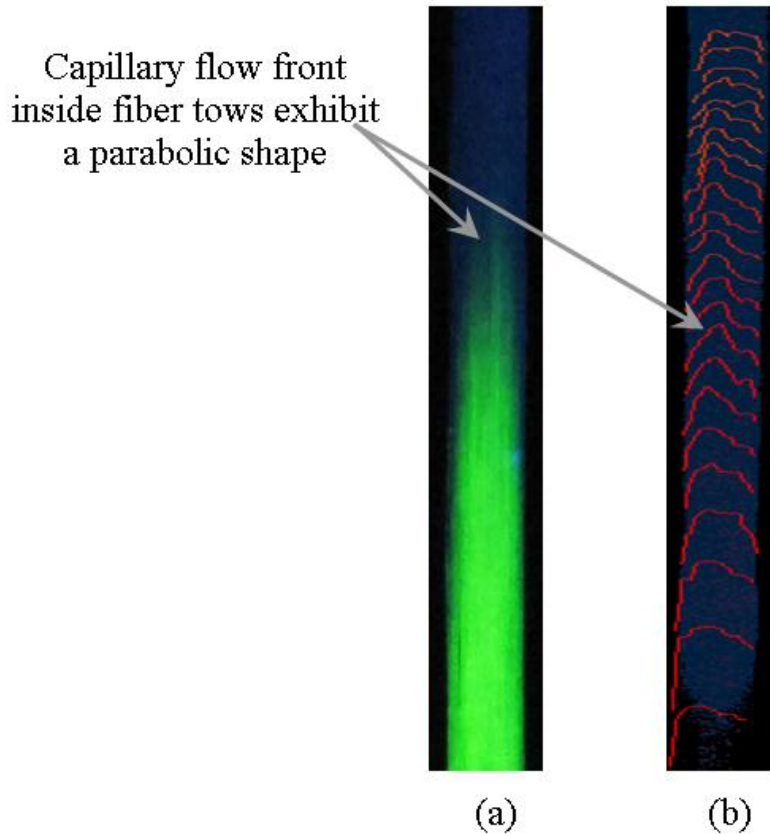 Capillary flow front
inside fiber tows exhibit
a parabolic shape
(a)
(b)